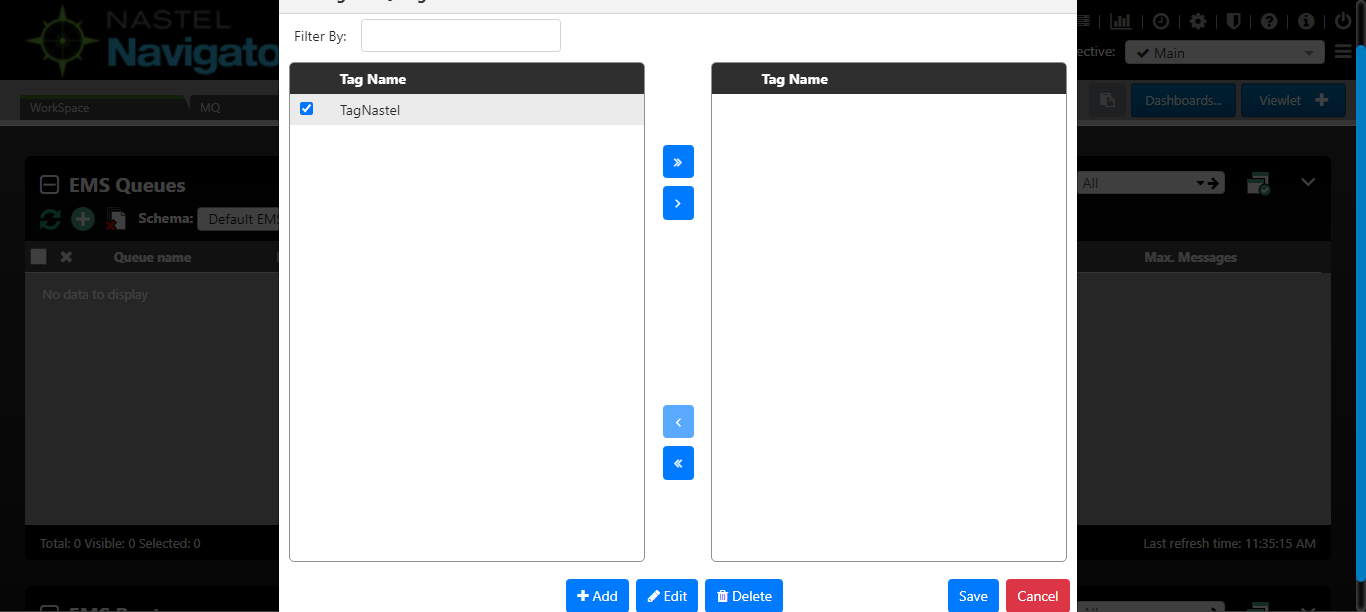 NASTEL
Navigato
Filter By:
ective:
Main
WorkSpace
MQ
Dashboards...
Viewlet
Tag Name
Tag Name
TagNastel
EMS Queues
All
Schema:
Default EMS
Queue name
Max. Messages
No data to display
Total: 0 Visible: 0 Selected: 0
Last refresh time: 11:35:15 AM
Add
Edit
Delete
Save
Cancel
All